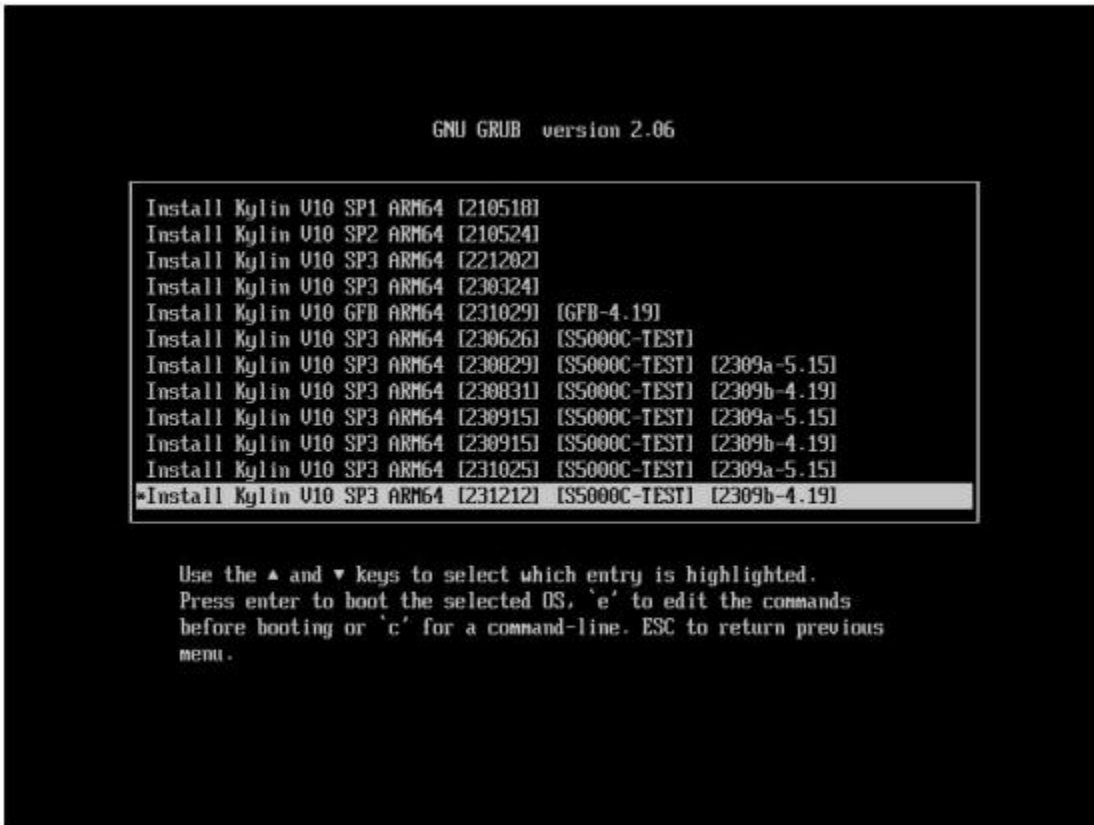 GNU GRUB version 2.06
Install Kylin V10 SP1 ARM64 [210518]
Install Kylin V10 SP2 ARM64 [210524]
Install Kylin V10 SP3 ARM64 [221202]
Install Kylin V10 SP3 ARM64 [230324]
Install Kylin V10 GFB ARM64 [231029] [GFB-4.19]
Install Kylin V10 SP3 ARM64 [230626] [S5000C-TEST]
Install Kylin V10 SP3 ARM64 [230829] [S5000C-TEST] [2309a-5.15]
Install Kylin V10 SP3 ARM64 [230831] [S5000C-TEST] [2309b-4.19]
Install Kylin V10 SP3 ARM64 [230915] [S5000C-TEST] [2309a-5.15]
Install Kylin V10 SP3 ARM64 [230915] [S5000C-TEST] [2309b-4.19]
Install Kylin V10 SP3 ARM64 [231025] [S5000C-TEST] [2309a-5.15]
*Install Kylin V10 SP3 ARM64 [231212] [S5000C-TEST] [2309b-4.19]
Use the ▲ and ▼ keys to select which entry is highlighted.
Press enter to boot the selected OS, `e' to edit the commands
before booting or `c' for a command-line. ESC to return previous
menu.